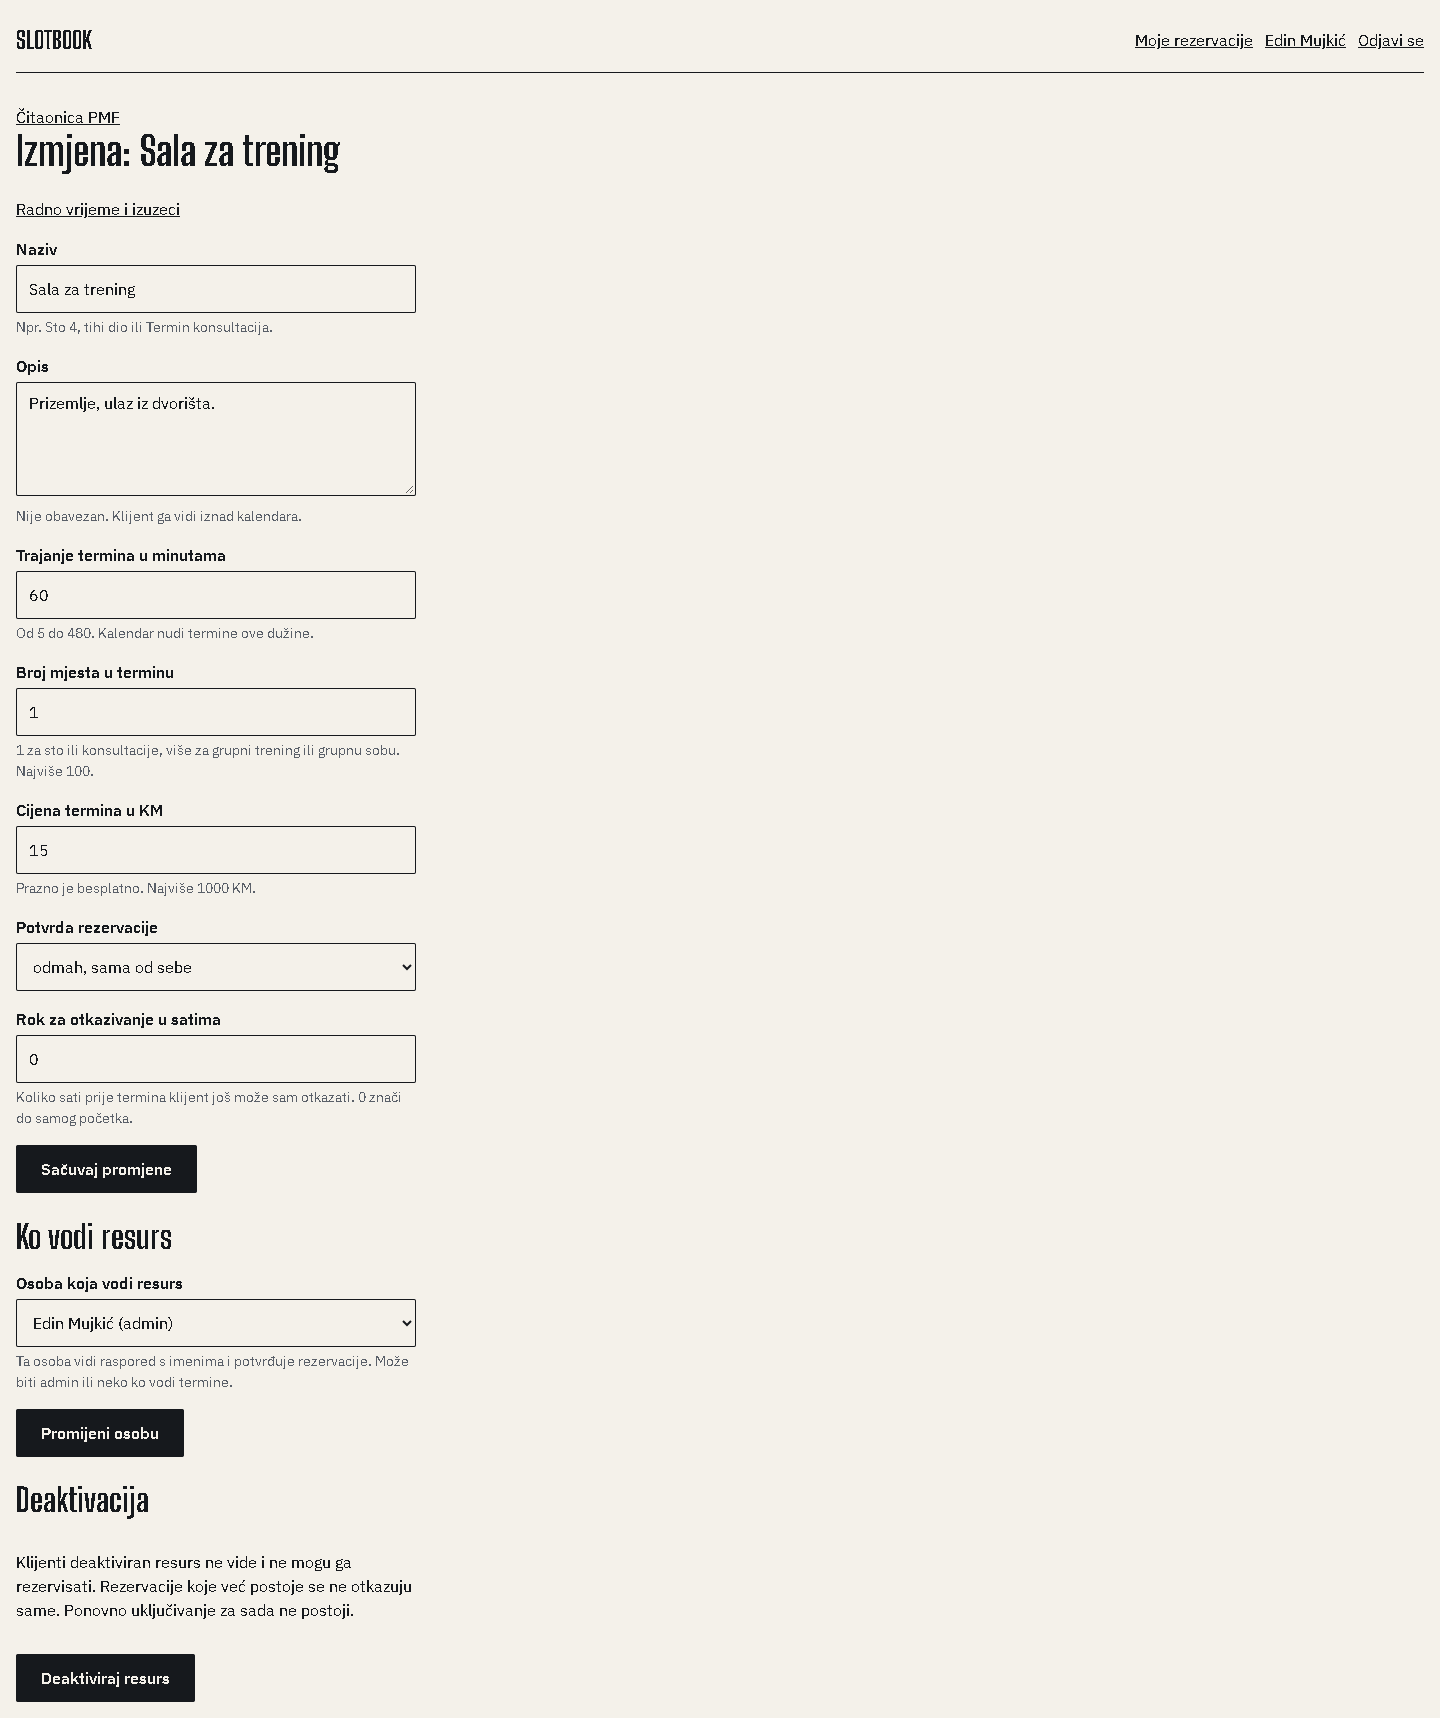 SLOTBOOK
Moje rezervacije Edin Mujkić Odjavi se
Čitaonica PMF
Izmjena: Sala za trening
Radno vrijeme i izuzeci
Naziv
Sala za trening
Npr. Sto 4, tihi dio ili Termin konsultacija.
Opis
Prizemlje, ulaz iz dvorišta.
Nije obavezan. Klijent ga vidi iznad kalendara.
Trajanje termina u minutama
60
Od 5 do 480. Kalendar nudi termine ove dužine.
Broj mjesta u terminu
1
1 za sto ili konsultacije, više za grupni trening ili grupnu sobu.
Najviše 100.
Cijena termina u KM
15
Prazno je besplatno. Najviše 1000 KM.
Potvrda rezervacije
odmah, sama od sebe
Rok za otkazivanje u satima
0
Koliko sati prije termina klijent još može sam otkazati. 0 znači
do samog početka.
Sačuvaj promjene
Ko vodi resurs
Osoba koja vodi resurs
Edin Mujkić (admin)
Ta osoba vidi raspored s imenima i potvrđuje rezervacije. Može
biti admin ili neko ko vodi termine.
Promijeni osobu
Deaktivacija
Klijenti deaktiviran resurs ne vide i ne mogu ga
rezervisati. Rezervacije koje već postoje se ne otkazuju
same. Ponovno uključivanje za sada ne postoji.
Deaktiviraj resurs